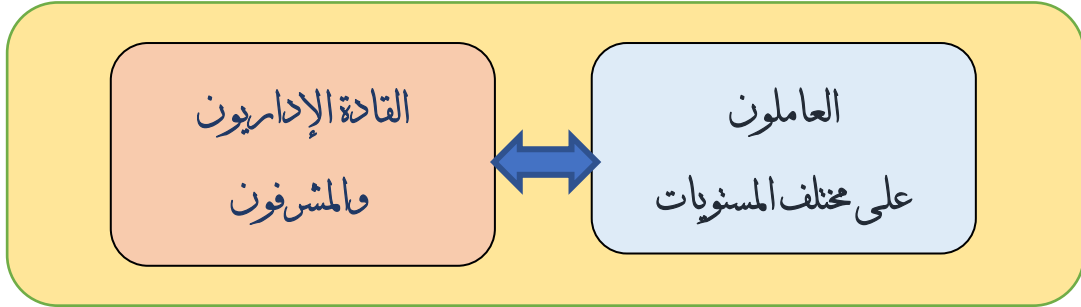 العاملون
على مختلف المستويات
القادة الإداريون
والمشرفون